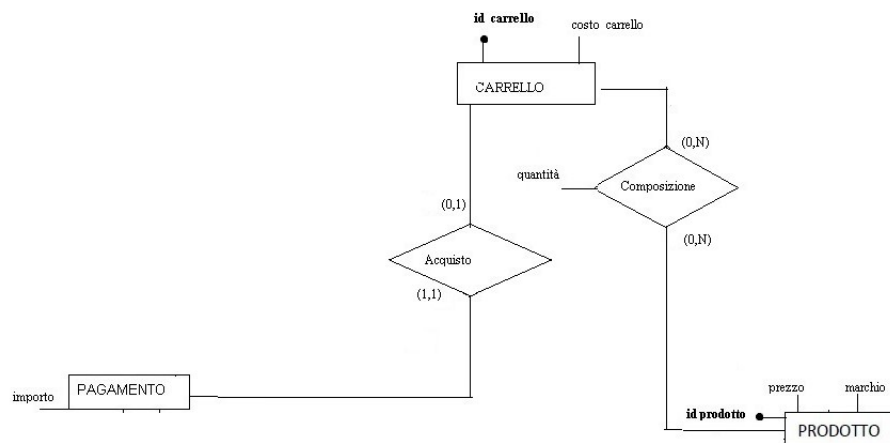 id carrello
costo carrello
CARRELLO
(0,N)
quantità
Composizione
(0,1)
(0,N)
Acquisto
(1,1)
PAGAMENTO
importo
prezzo
marchio
id prodotto
PRODOTTO